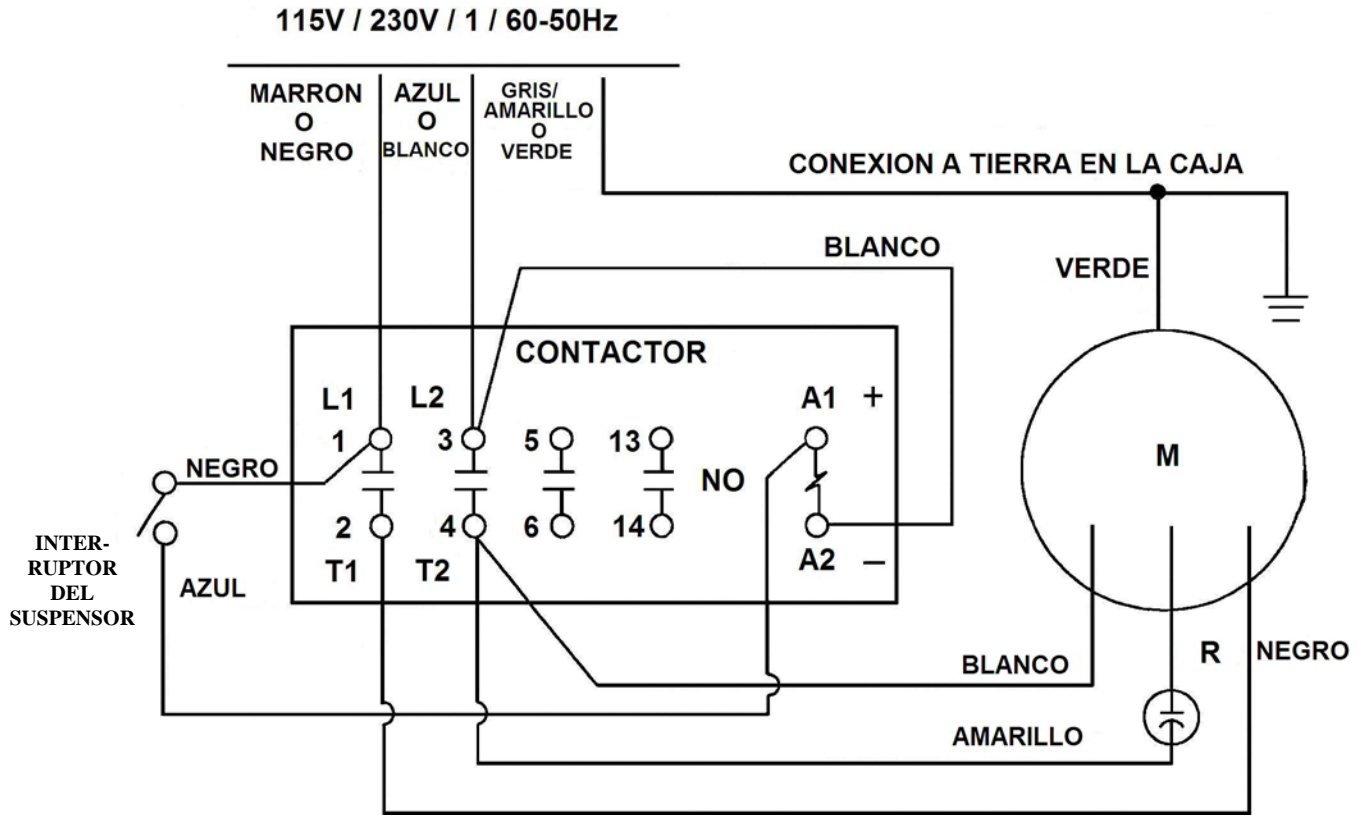 115V / 230V / 1 / 60-50Hz
MARRON
O
NEGRO
AZUL
O
BLANCO
GRIS/
AMARILLO
O
VERDE
CONEXION A TIERRA EN LA CAJA
BLANCO
VERDE
CONTACTOR
L1
L2
A1 +
1
3
5
13
NO
M
NEGRO
2
4
6
14
T1
T2
A2 –
INTER-
RUPTOR
DEL
SUSPENSOR
AZUL
BLANCO
R
NEGRO
AMARILLO